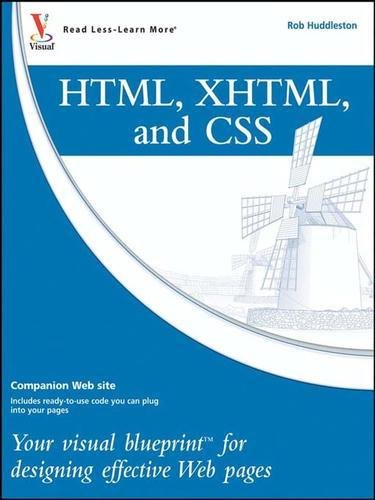 Visual
Read Less-Learn More®
Rob Huddleston
HTML, XHTML,
and CSS
Companion Web site
Includes ready-to-use code you can plug
into your pages
Your visual blueprint™ for
designing effective Web pages